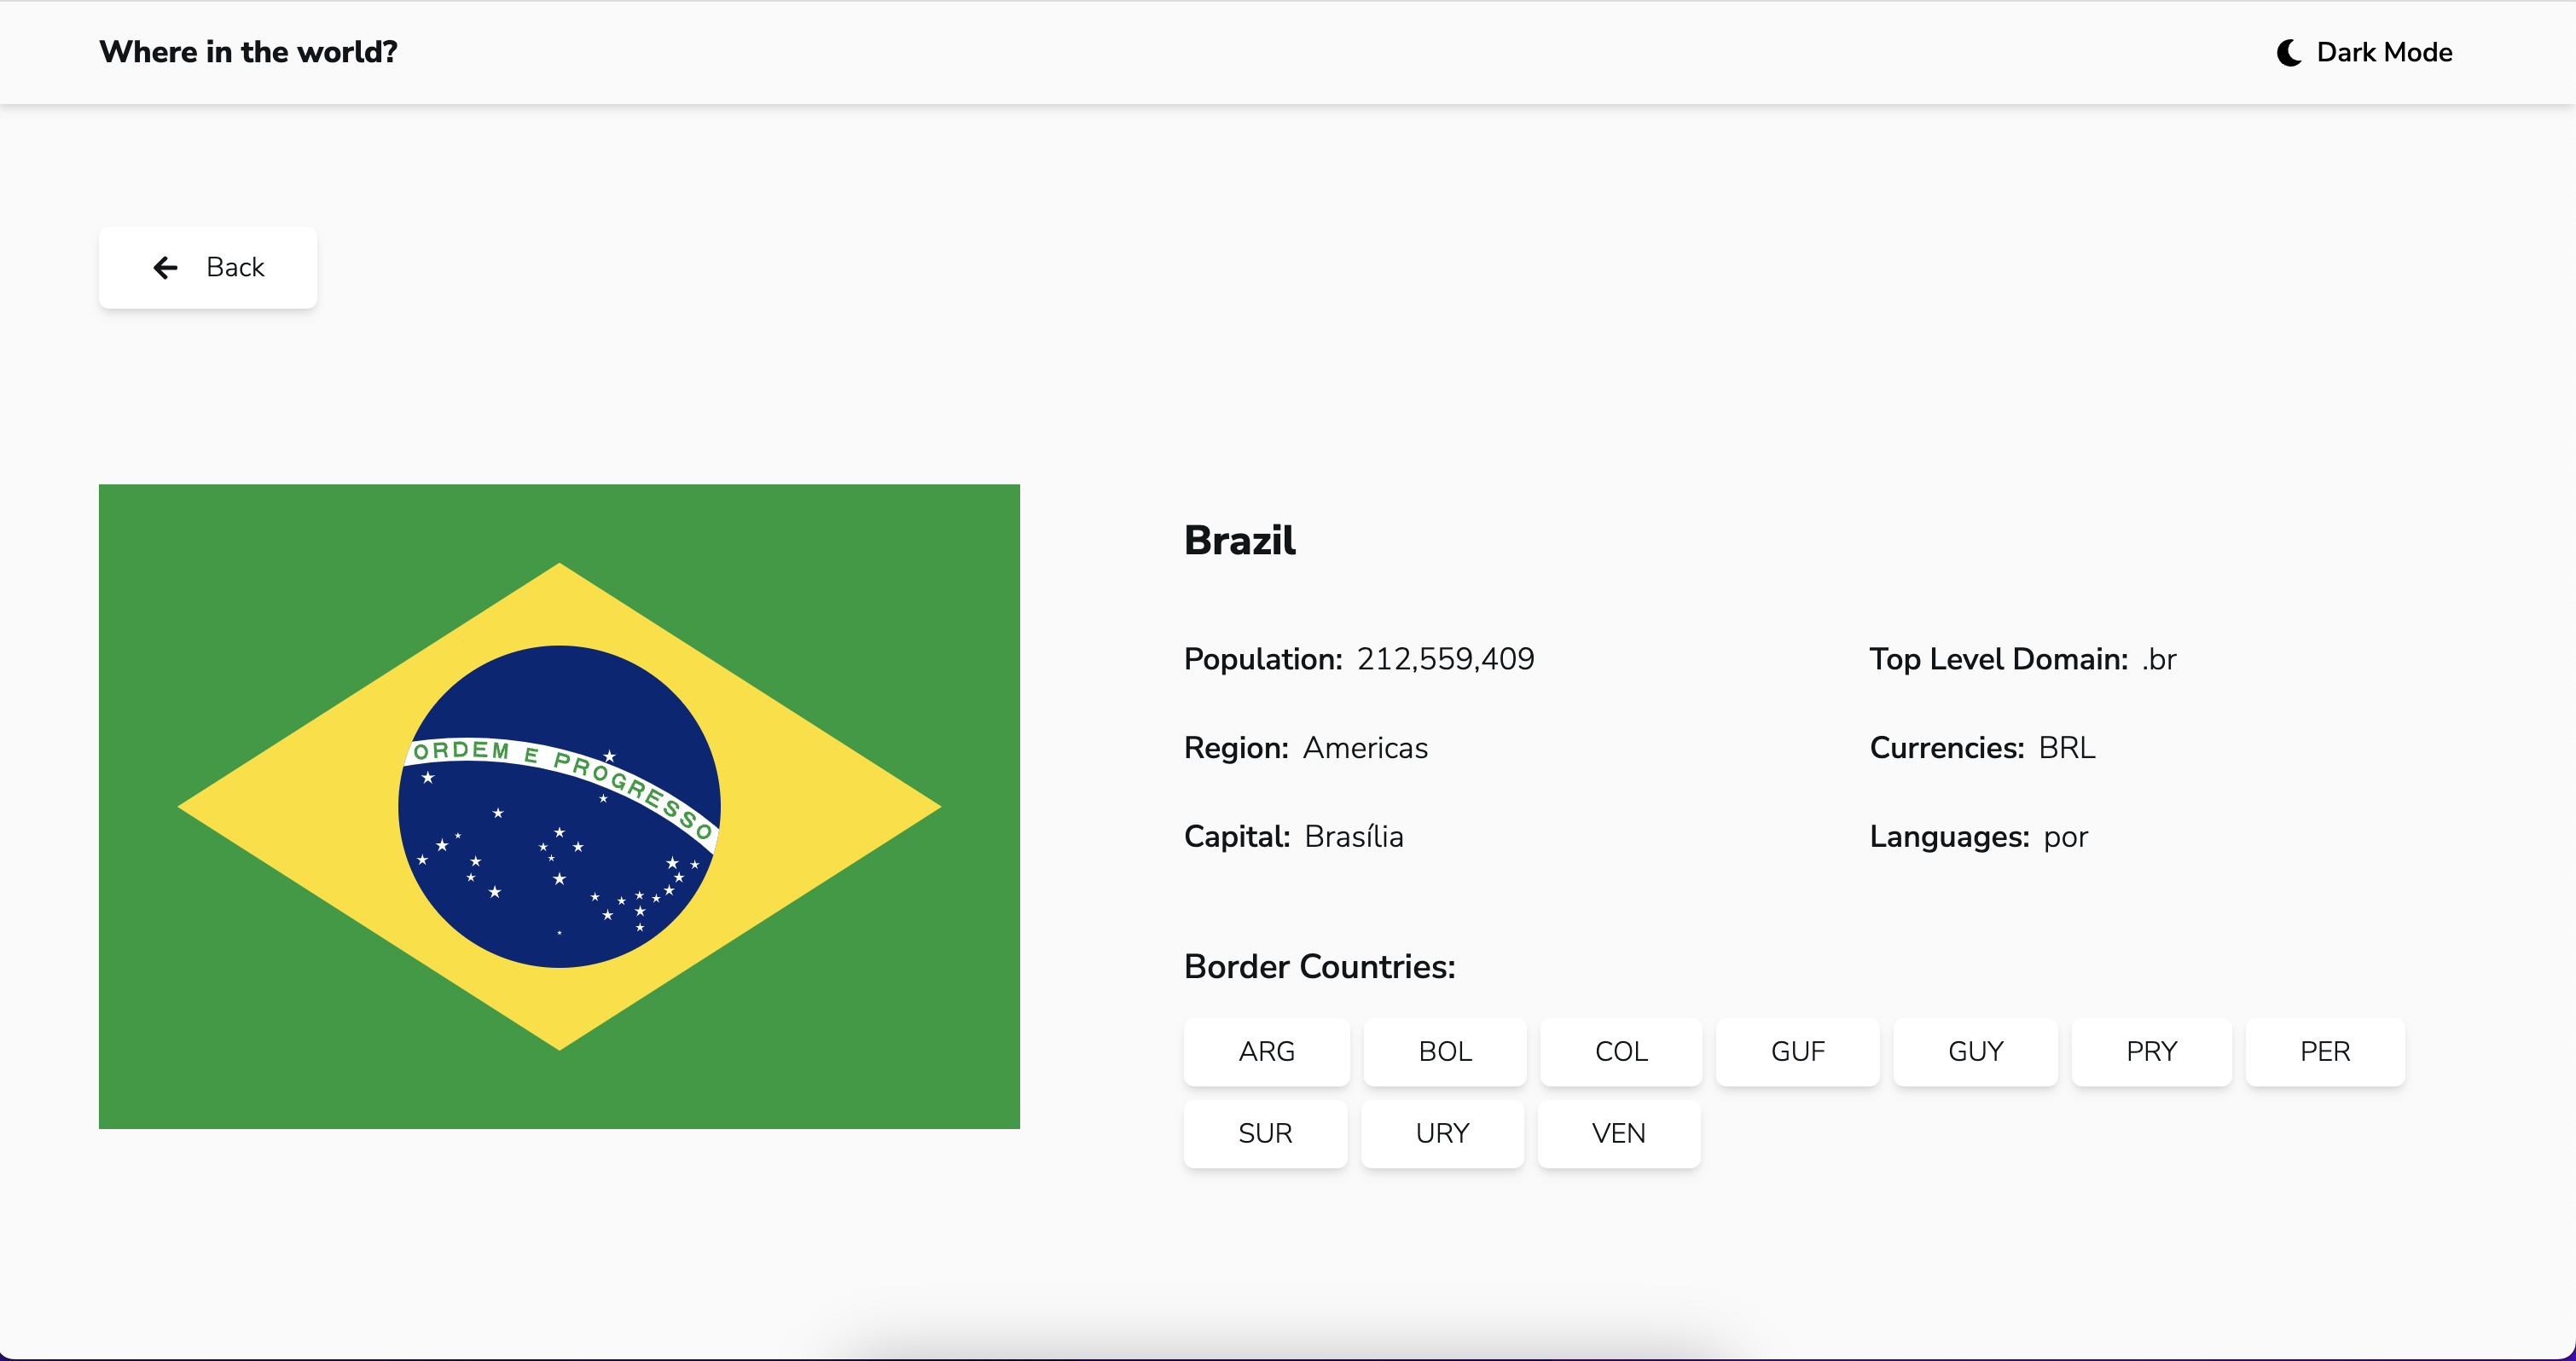 Where in the world?
Dark Mode
Back
ORDEM E PROGRESSO
Brazil
Population: 212,559,409
Region: Americas
Capital: Brasília
Top Level Domain: .br
Currencies: BRL
Languages: por
Border Countries:
ARG BOL COL GUF GUY PRY PER
SUR URY VEN